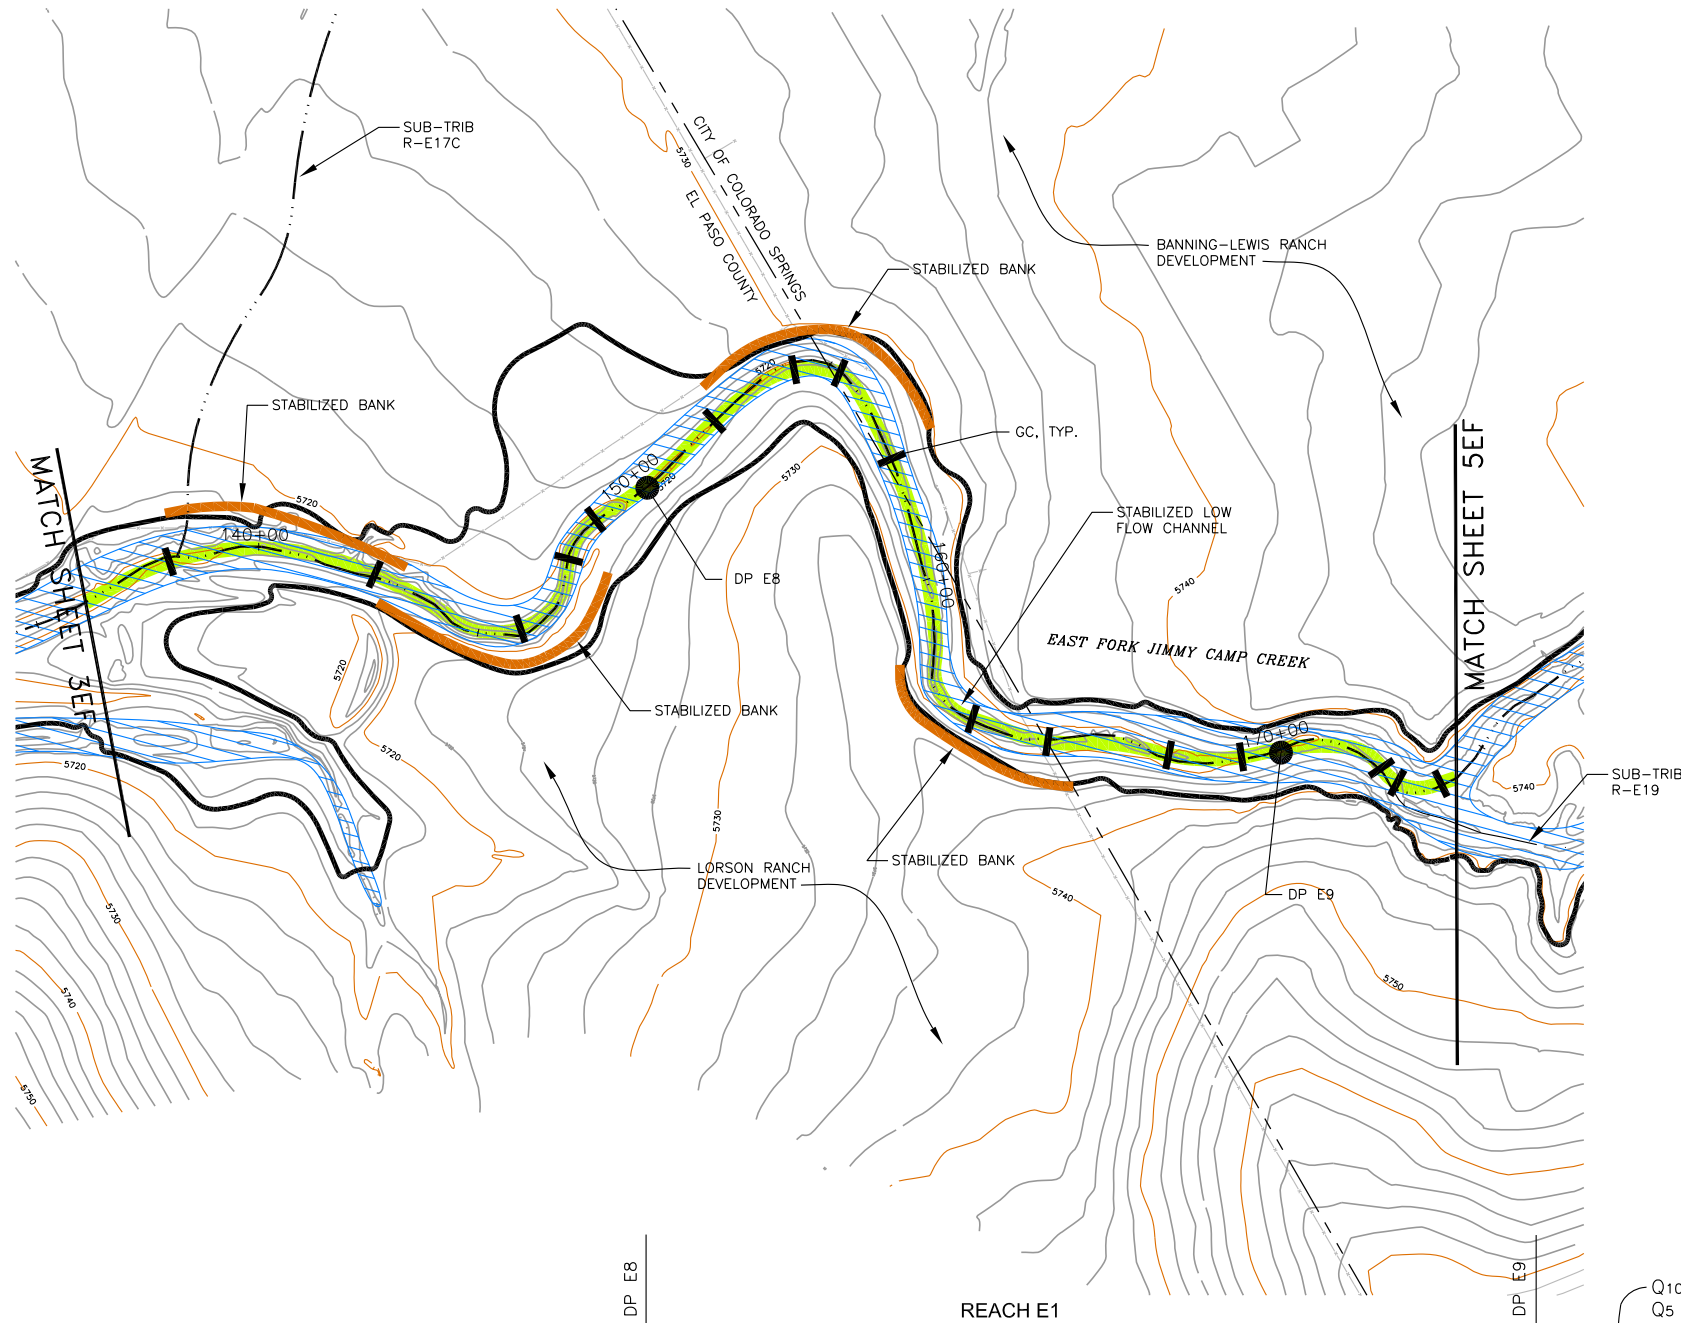 SUB-TRIB
R-E17C
CITY OF COLORADO SPRINGS
EL PASO COUNTY
5730
BANNING-LEWIS RANCH
DEVELOPMENT
STABILIZED BANK
STABILIZED BANK
5720
GC, TYP.
MATCH SHEET 5EF
MATCH SHEET 3EF
5720
140+00
150+00
5720
5730
STABILIZED LOW
FLOW CHANNEL
160+00
DP E8
5740
EAST FORK JIMMY CAMP CREEK
5720
STABILIZED BANK
170+00
5720
5720
5730
5740
SUB-TRIB
R-E19
STABILIZED BANK
LORSON RANCH
DEVELOPMENT
5740
DP E9
5730
5740
5750
5750
DP E8
REACH E1
DP E9
Q10
Q5